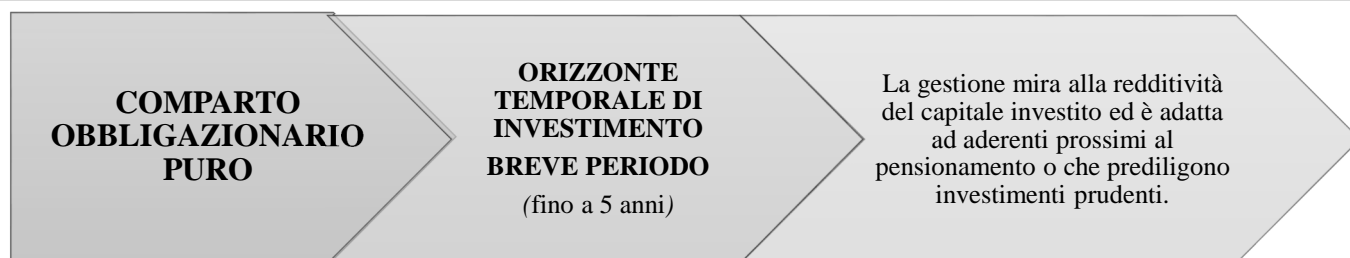 COMPARTO
OBBLIGAZIONARIO
PURO
ORIZZONTE
TEMPORALE DI
INVESTIMENTO
BREVE PERIODO
(fino a 5 anni)
La gestione mira alla redditività
del capitale investito ed è adatta
ad aderenti prossimi al
pensionamento o che prediligono
investimenti prudenti.